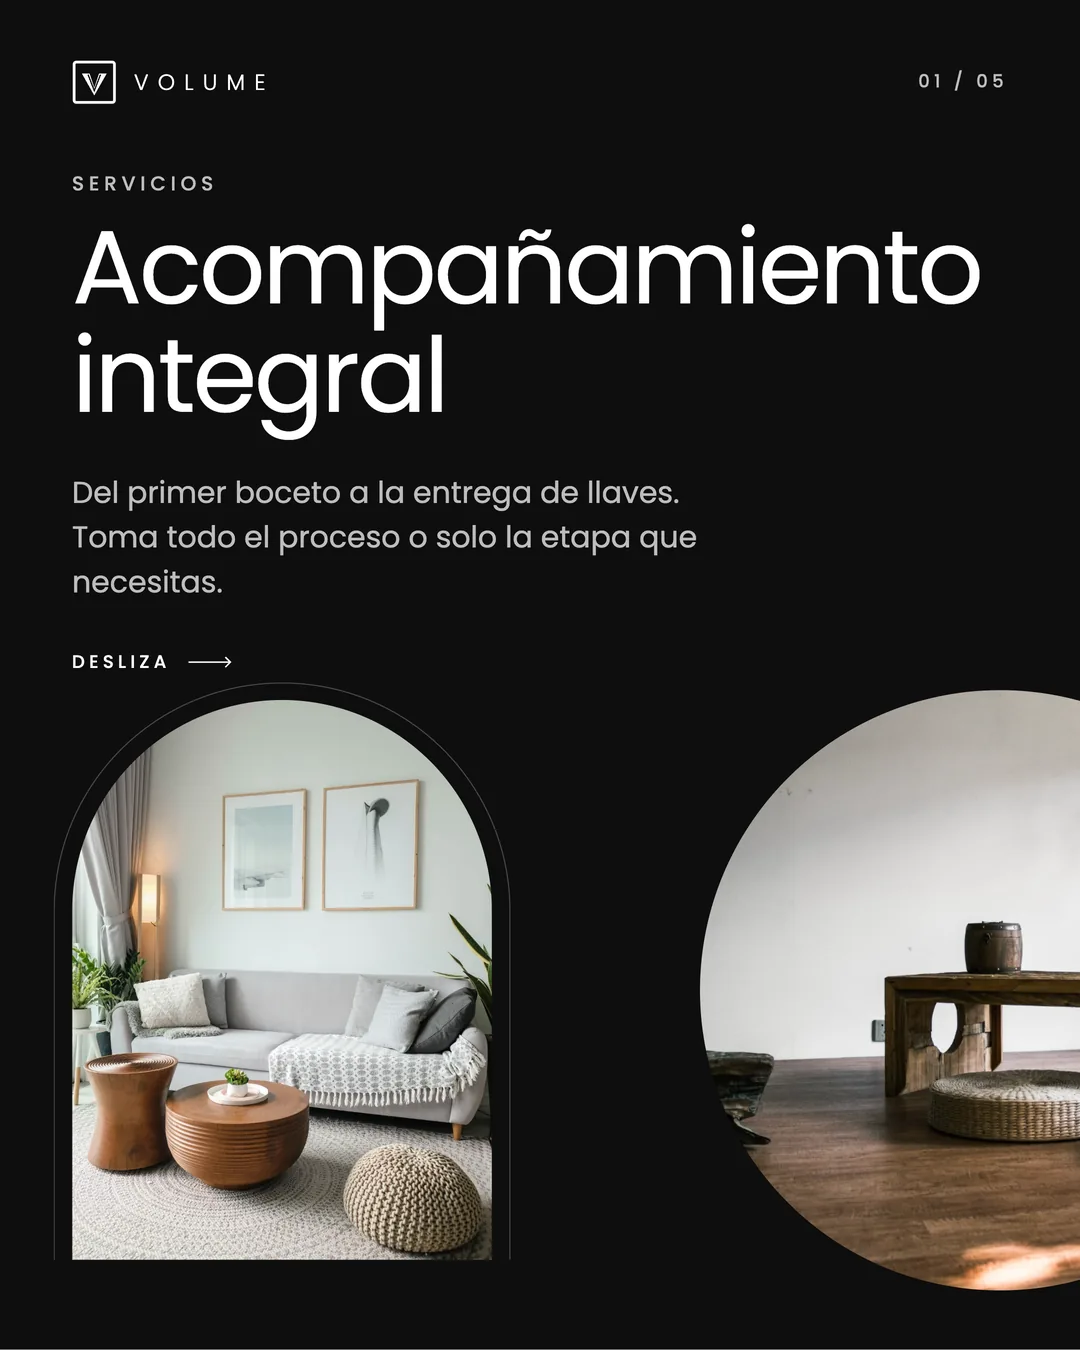 VOLUME
01 / 05
SERVICIOS
Acompañamiento
integral
Del primer boceto a la entrega de llaves.
Toma todo el proceso o solo la etapa que
necesitas.
DESLIZA